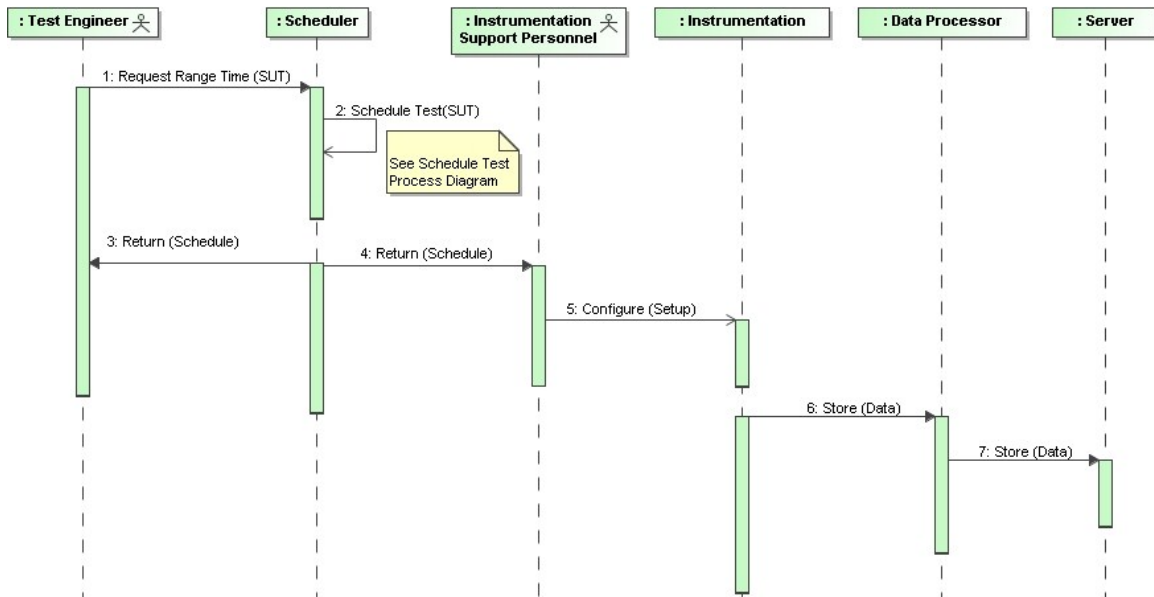 : Test Engineer
: Scheduler
: Instrumentation
Support Personnel
: Instrumentation
: Data Processor
: Server
1: Request Range Time (SUT)
2: Schedule Test(SUT)
See Schedule Test
Process Diagram
3: Return (Schedule)
4: Return (Schedule)
5: Configure (Setup)
6: Store (Data)
7: Store (Data)